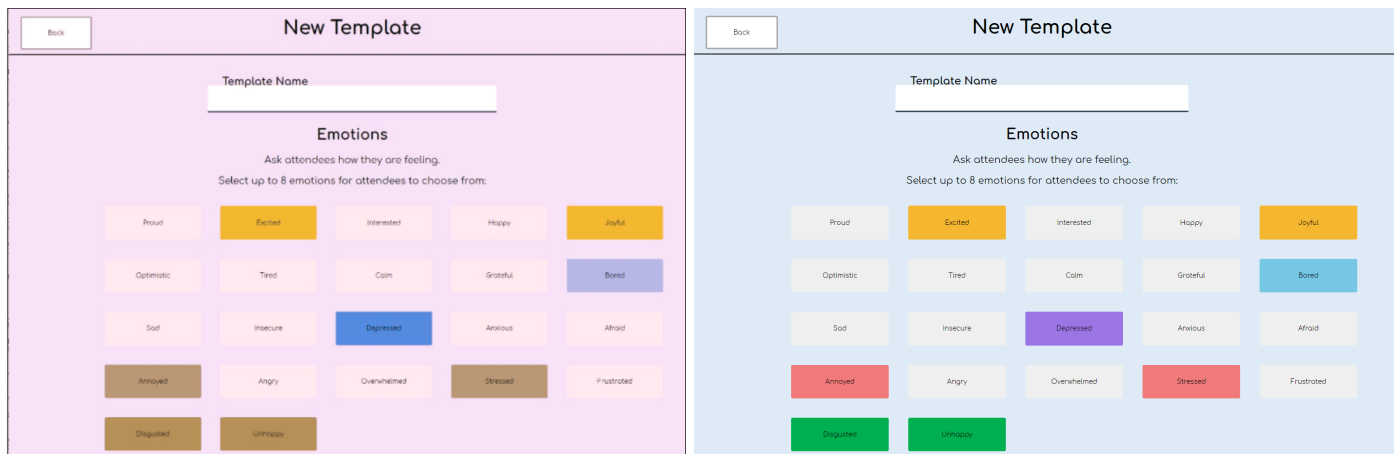 Back
New Template
Template Name
Emotions
Ask attendees how they are feeling.
Select up to 8 emotions for attendees to choose from:
Proud Excited Interested Happy Joyful
Optimistic Tired Calm Grateful Bored
Sad Insecure Depressed Anxious Afraid
Annoyed Angry Overwhelmed Stressed Frustrated
Disgusted Unhappy
Back
New Template
Template Name
Emotions
Ask attendees how they are feeling.
Select up to 8 emotions for attendees to choose from:
Proud Excited Interested Happy Joyful
Optimistic Tired Calm Grateful Bored
Sad Insecure Depressed Anxious Afraid
Annoyed Angry Overwhelmed Stressed Frustrated
Disgusted Unhappy